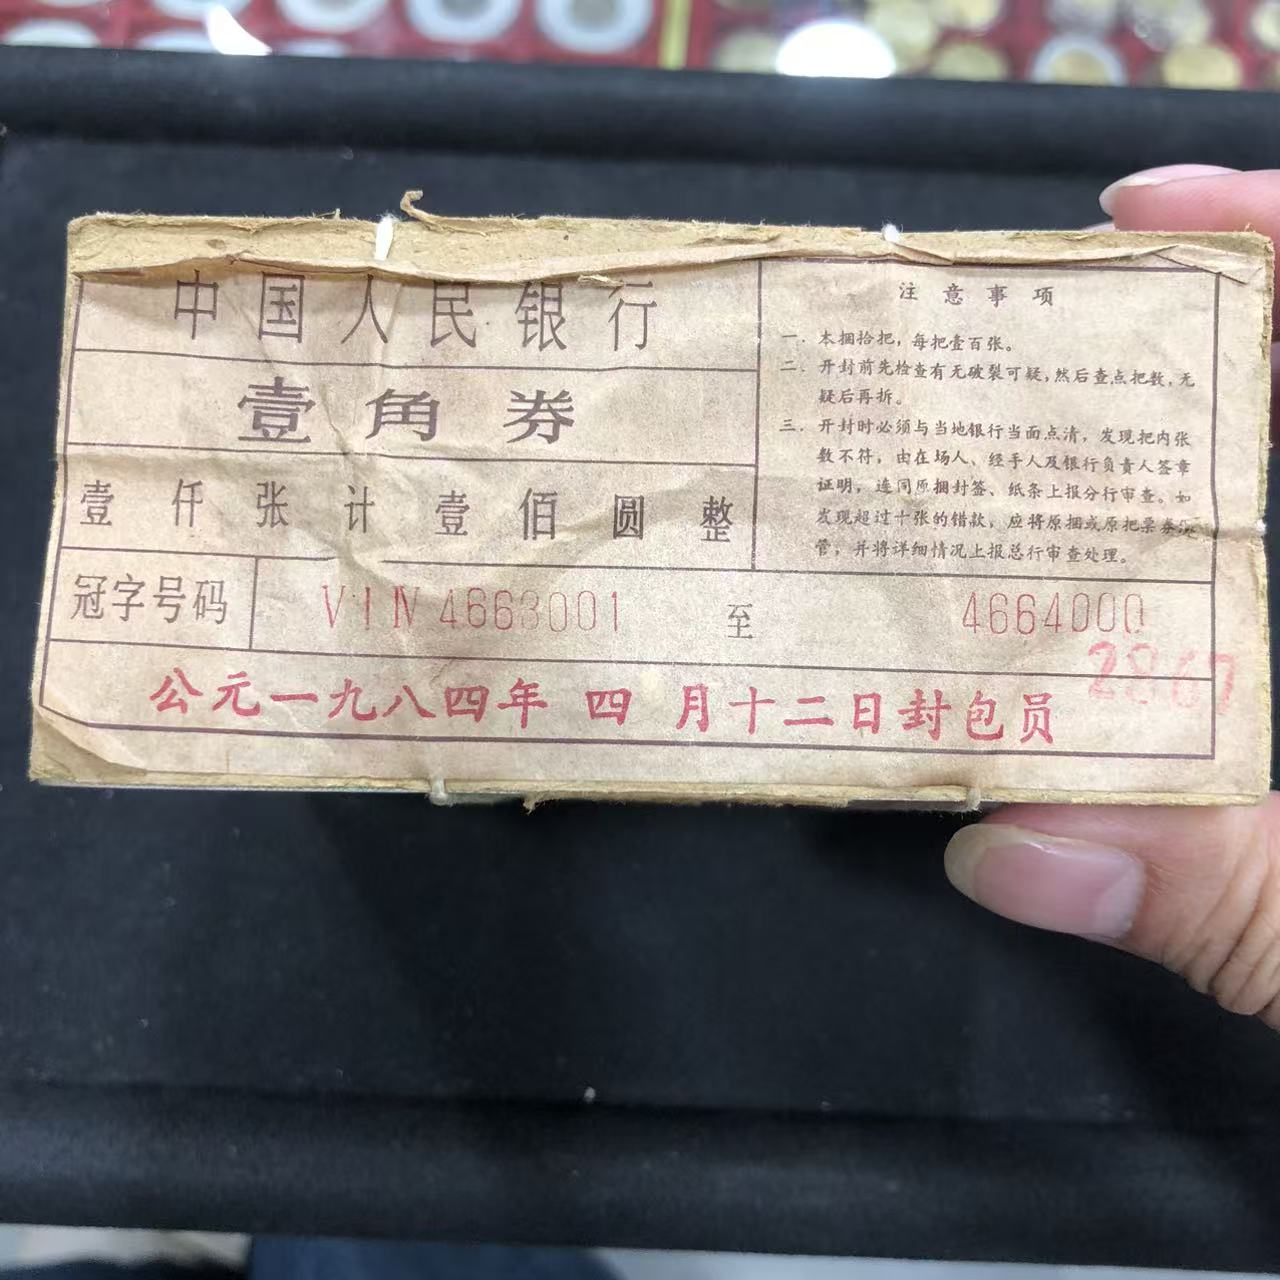 中国人民银行
壹角券
壹仟张计壹佰圆整
冠字号码 VIIV 4663001 至 4664000
公元一九八四年 四 月十二日封包员 2867
注意事项
一．本捆拾把，每把壹百张。
二．开封前先检查有无破裂可疑，然后查点把数，无
疑后再拆。
三．开封时必须与当地银行当面点清，发现把内张
数不符，由在场人、经手人及银行负责人签章
证明，连同原捆封签、纸条上报分行审查。如
发现超过十张的错款，应将原捆或原把票券
管，并将详细情况上报总行审查处理。